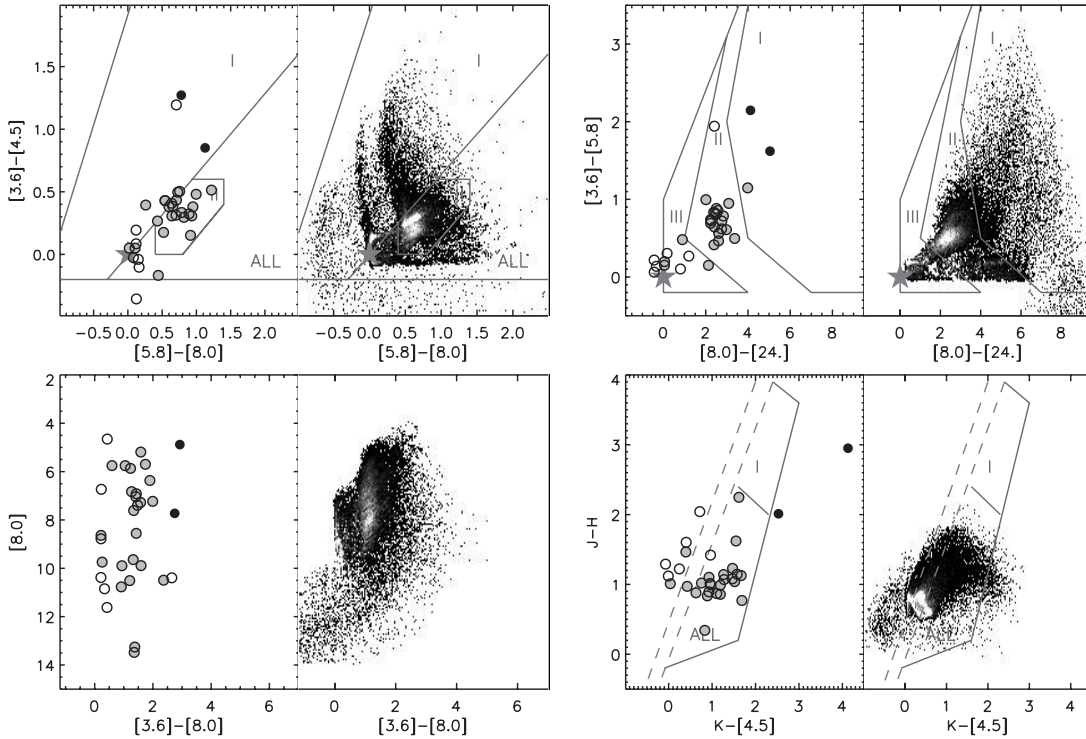 1.5
1.0
0.5
0.0
[3.6]-[4.5]
I
II
ALL
-0.5 0.0 0.5 1.0 1.5 2.0
[5.8]-[8.0]
I
ALL
-0.5 0.0 0.5 1.0 1.5 2.0
[5.8]-[8.0]
3
2
1
0
[3.6]-[5.8]
I
II
III
0 2 4 6 8
[8.0]-[24.]
I
II
III
0 2 4 6 8
[8.0]-[24.]
2
4
6
8
10
12
14
[8.0]
0 2 4 6
[3.6]-[8.0]
0 2 4 6
[3.6]-[8.0]
4
3
2
1
0
J-H
I
ALL
0 1 2 3 4
K-[4.5]
I
ALL
0 1 2 3 4
K-[4.5]